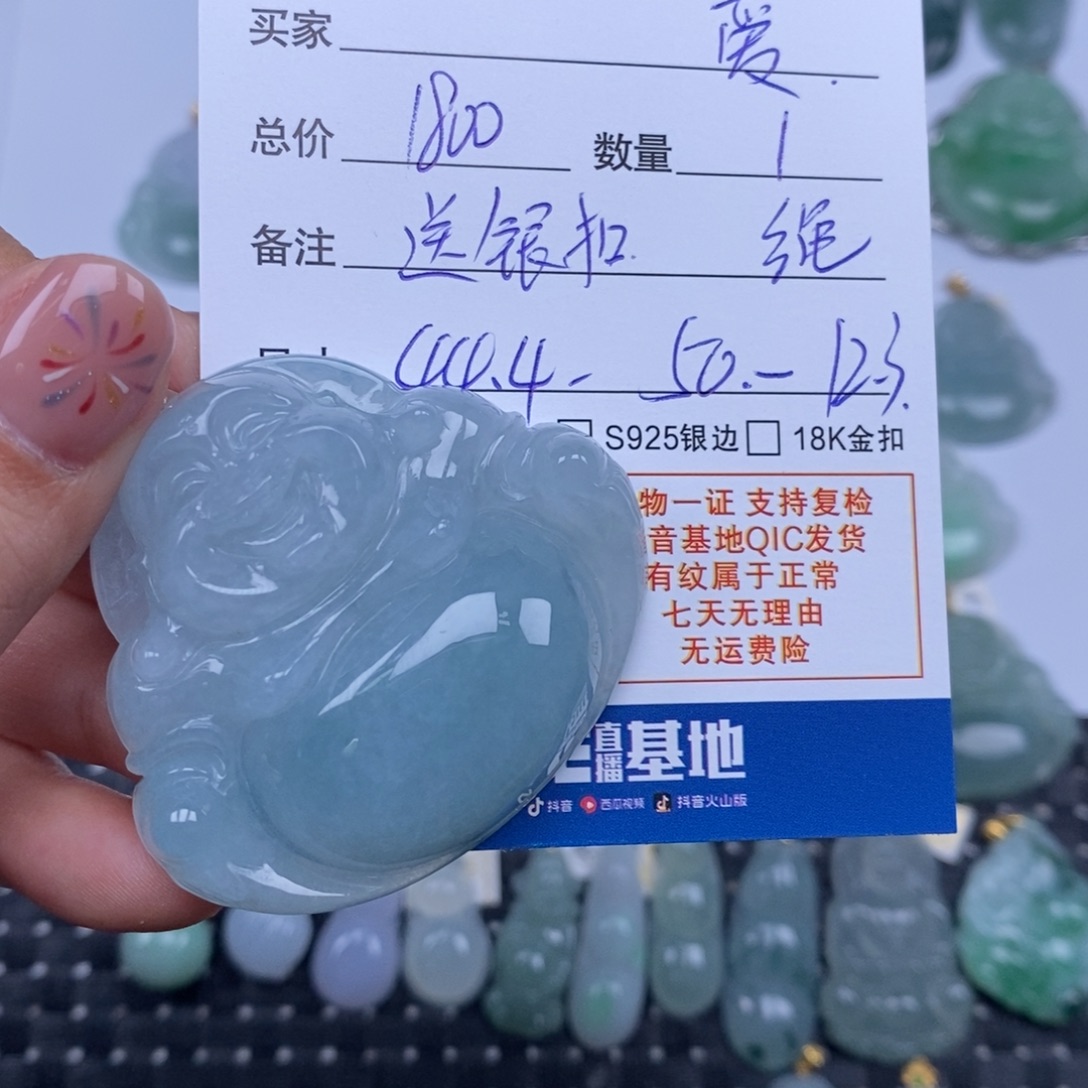 买家 爱.
总价 1800 数量 1
备注 送银扣. 绳
44.4 - 50. - 12.3.
S925银边 18K金扣
物一证 支持复检
音基地QIC发货
有纹属于正常
七天无理由
无运费险
直播基地
抖音 西瓜视频 抖音火山版